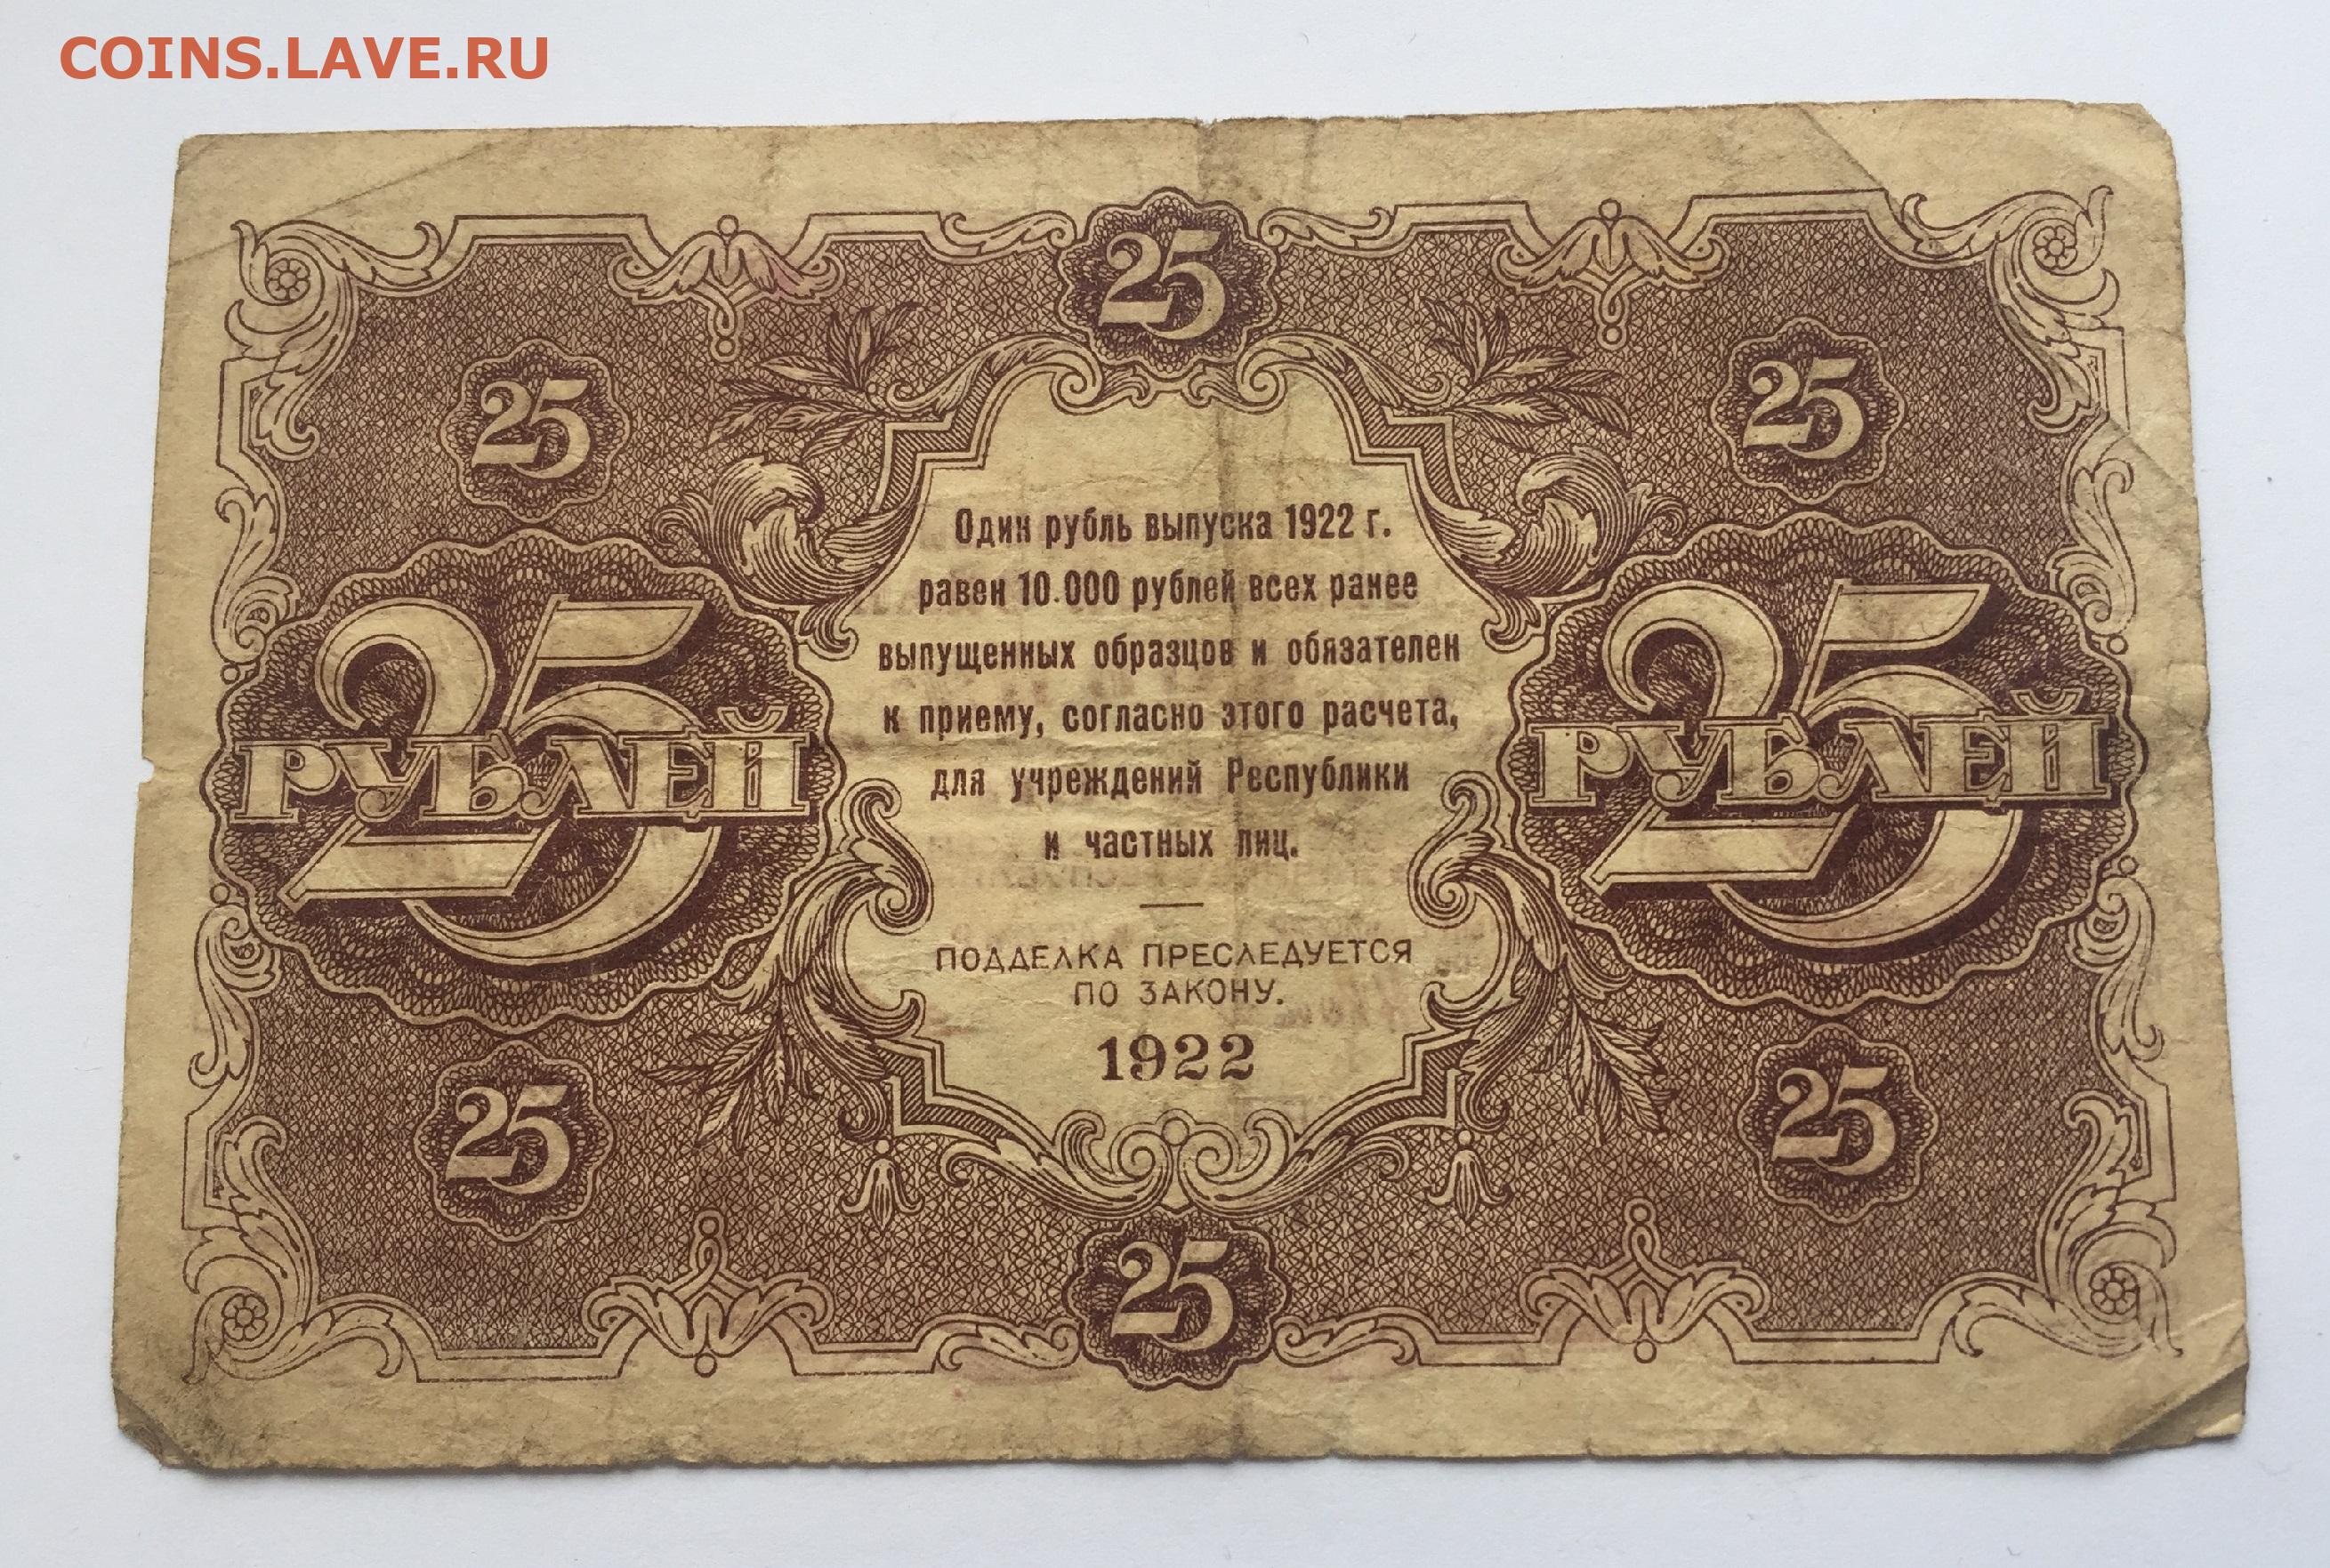 COINS.LAVE.RU
25
25
25
Один рубль выпуска 1922 г.
равен 10.000 рублей всех ранее
выпущенных образцов и обязателен
к приему, согласно этого расчета,
для учреждений Республики
и частных лиц.
25 РУБЛЕЙ
25 РУБЛЕЙ
ПОДДЕЛКА ПРЕСЛЕДУЕТСЯ
ПО ЗАКОНУ.
1922
25
25
25